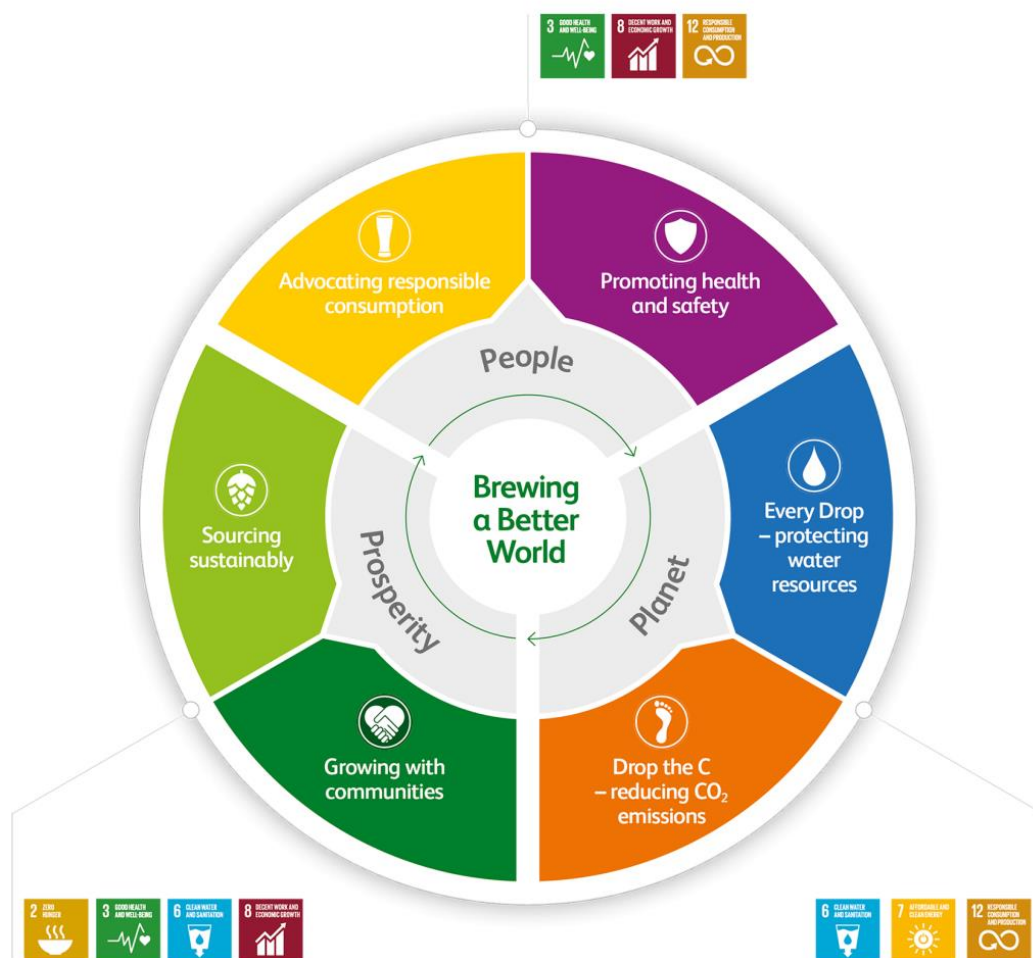 3 GOOD HEALTH
AND WELL-BEING
8 DECENT WORK AND
ECONOMIC GROWTH
12 RESPONSIBLE
CONSUMPTION
AND PRODUCTION
Advocating responsible
consumption
Promoting health
and safety
People
Sourcing
sustainably
Brewing
a Better
World
Every Drop
– protecting
water
resources
Prosperity
Planet
Growing with
communities
Drop the C
– reducing CO₂
emissions
2 ZERO
HUNGER
3 GOOD HEALTH
AND WELL-BEING
6 CLEAN WATER
AND SANITATION
8 DECENT WORK AND
ECONOMIC GROWTH
6 CLEAN WATER
AND SANITATION
7 AFFORDABLE AND
CLEAN ENERGY
12 RESPONSIBLE
CONSUMPTION
AND PRODUCTION